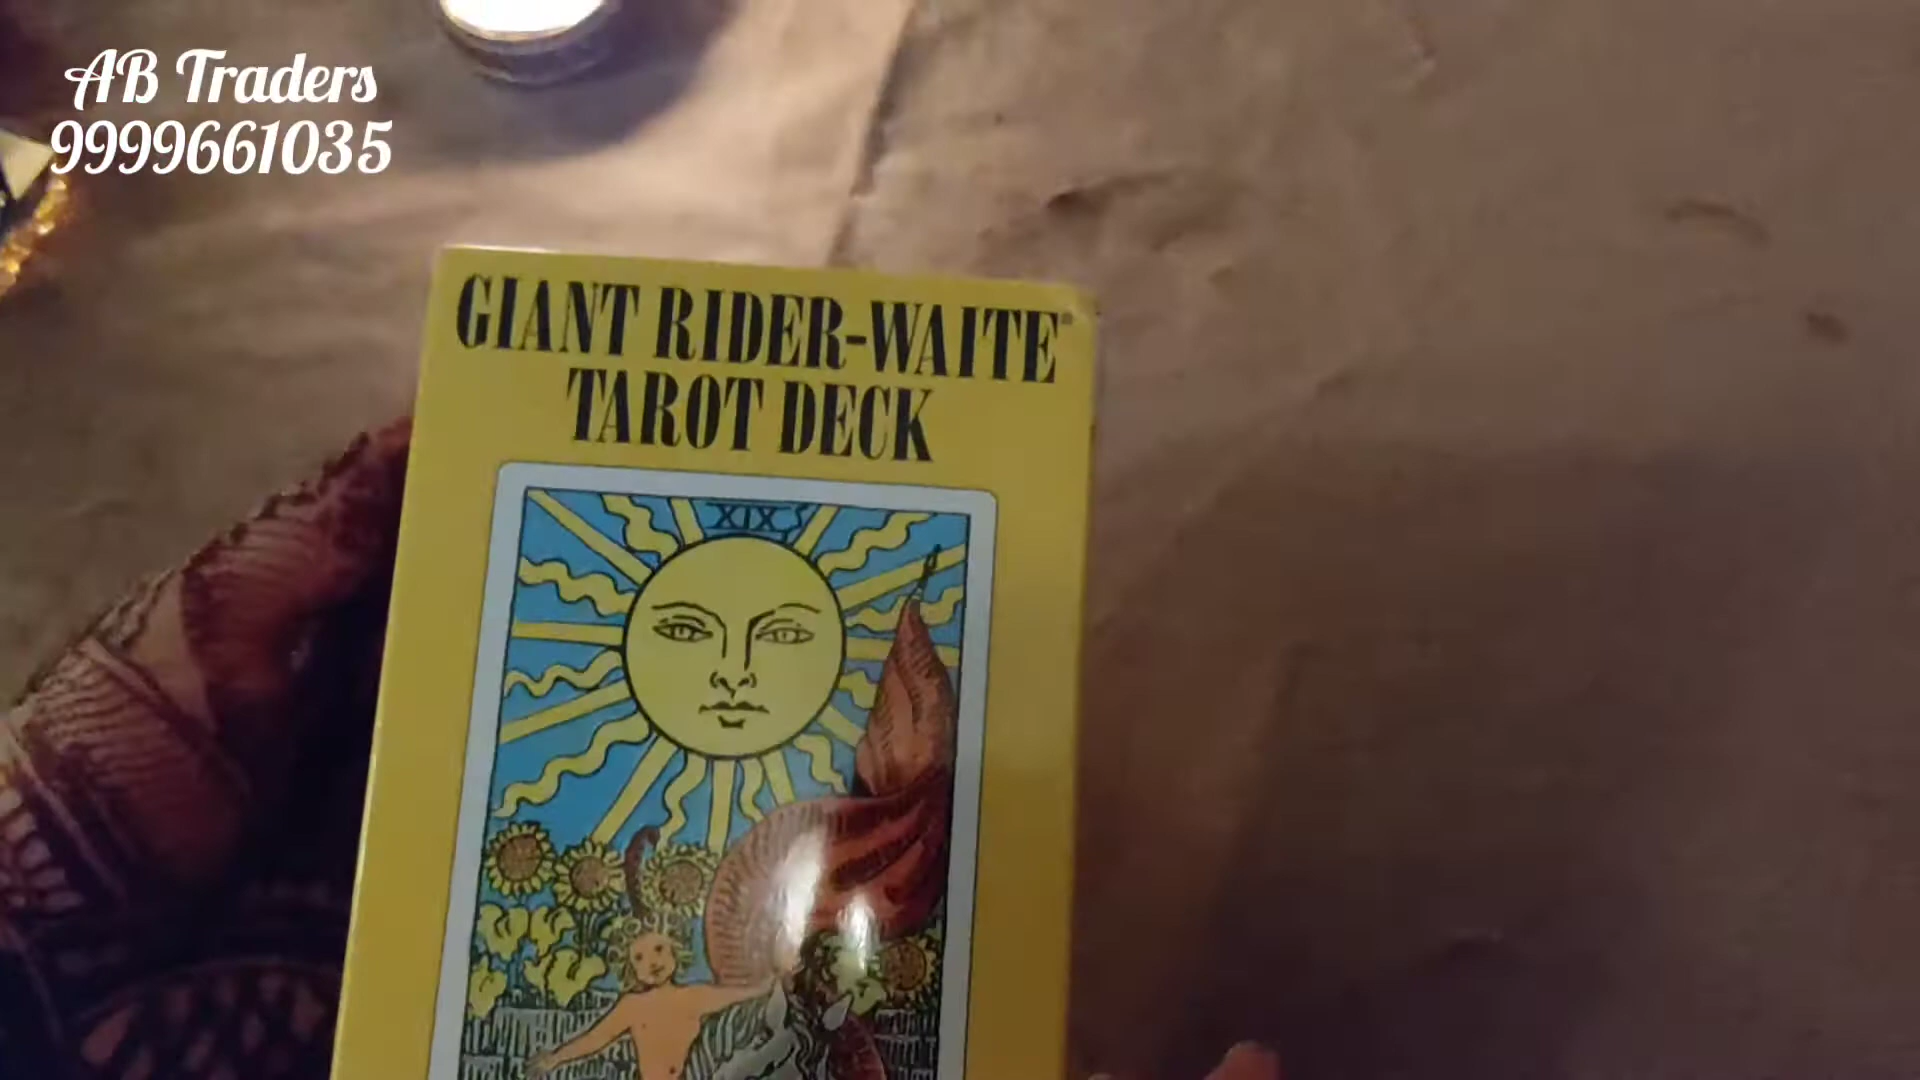 AB Traders
9999661035
GIANT RIDER-WAITE®
TAROT DECK
XIX